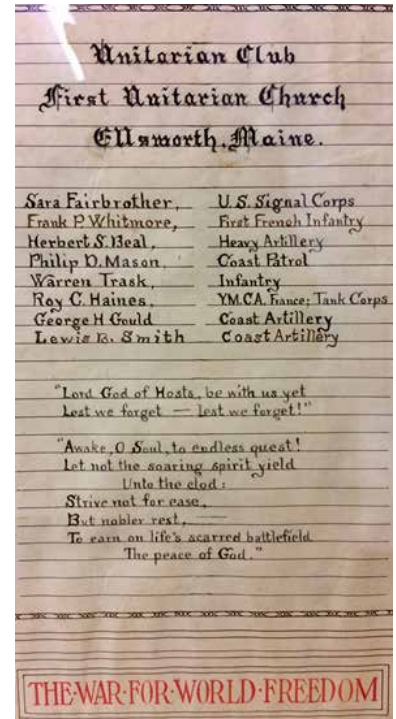 Unitarian Club
First Unitarian Church
Ellsworth, Maine.
Sara Fairbrother, U.S. Signal Corps
Frank P. Whitmore, First French Infantry
Herbert S. Beal, Heavy Artillery
Philip D. Mason, Coast Patrol
Warren Trask, Infantry
Roy C. Haines, Y.M.C.A. France; Tank Corps
George H Gould Coast Artillery
Lewis B. Smith Coast Artillery
"Lord God of Hosts, be with us yet
Lest we forget — lest we forget!"
"Awake, O Soul, to endless quest!
Let not the soaring spirit yield
Unto the clod:
Strive not for ease,
But nobler rest, —
To earn on life's scarred battlefield
The peace of God."
THE·WAR·FOR·WORLD·FREEDOM